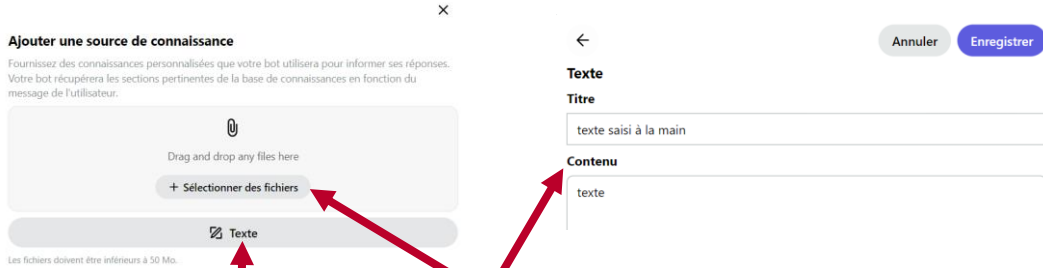 Ajouter une source de connaissance
Fournissez des connaissances personnalisées que votre bot utilisera pour informer ses réponses.
Votre bot récupérera les sections pertinentes de la base de connaissances en fonction du
message de l'utilisateur.
Drag and drop any files here
+ Sélectionner des fichiers
Texte
Les fichiers doivent être inférieurs à 50 Mo.
Annuler
Enregistrer
Texte
Titre
texte saisi à la main
Contenu
texte